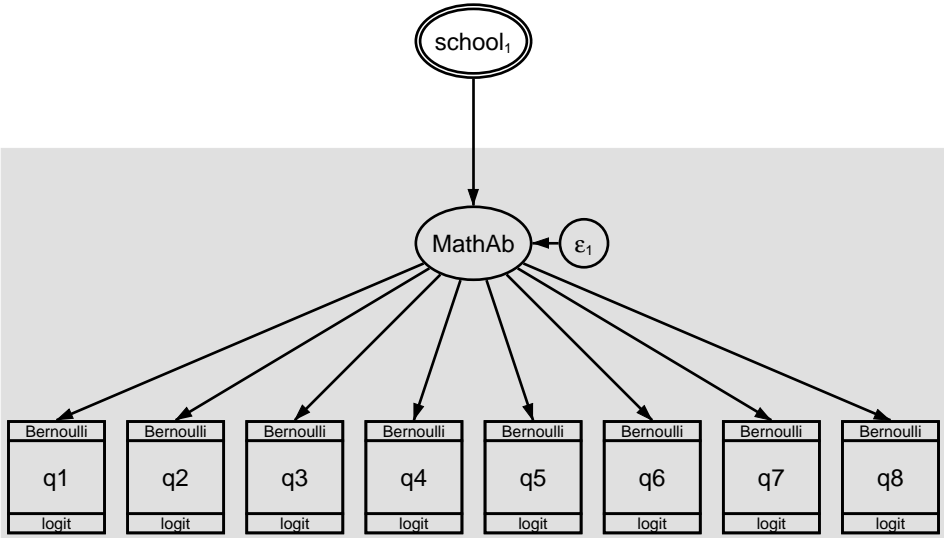 school₁
MathAb
ε₁
Bernoulli Bernoulli Bernoulli Bernoulli Bernoulli Bernoulli Bernoulli Bernoulli
q1 q2 q3 q4 q5 q6 q7 q8
logit logit logit logit logit logit logit logit